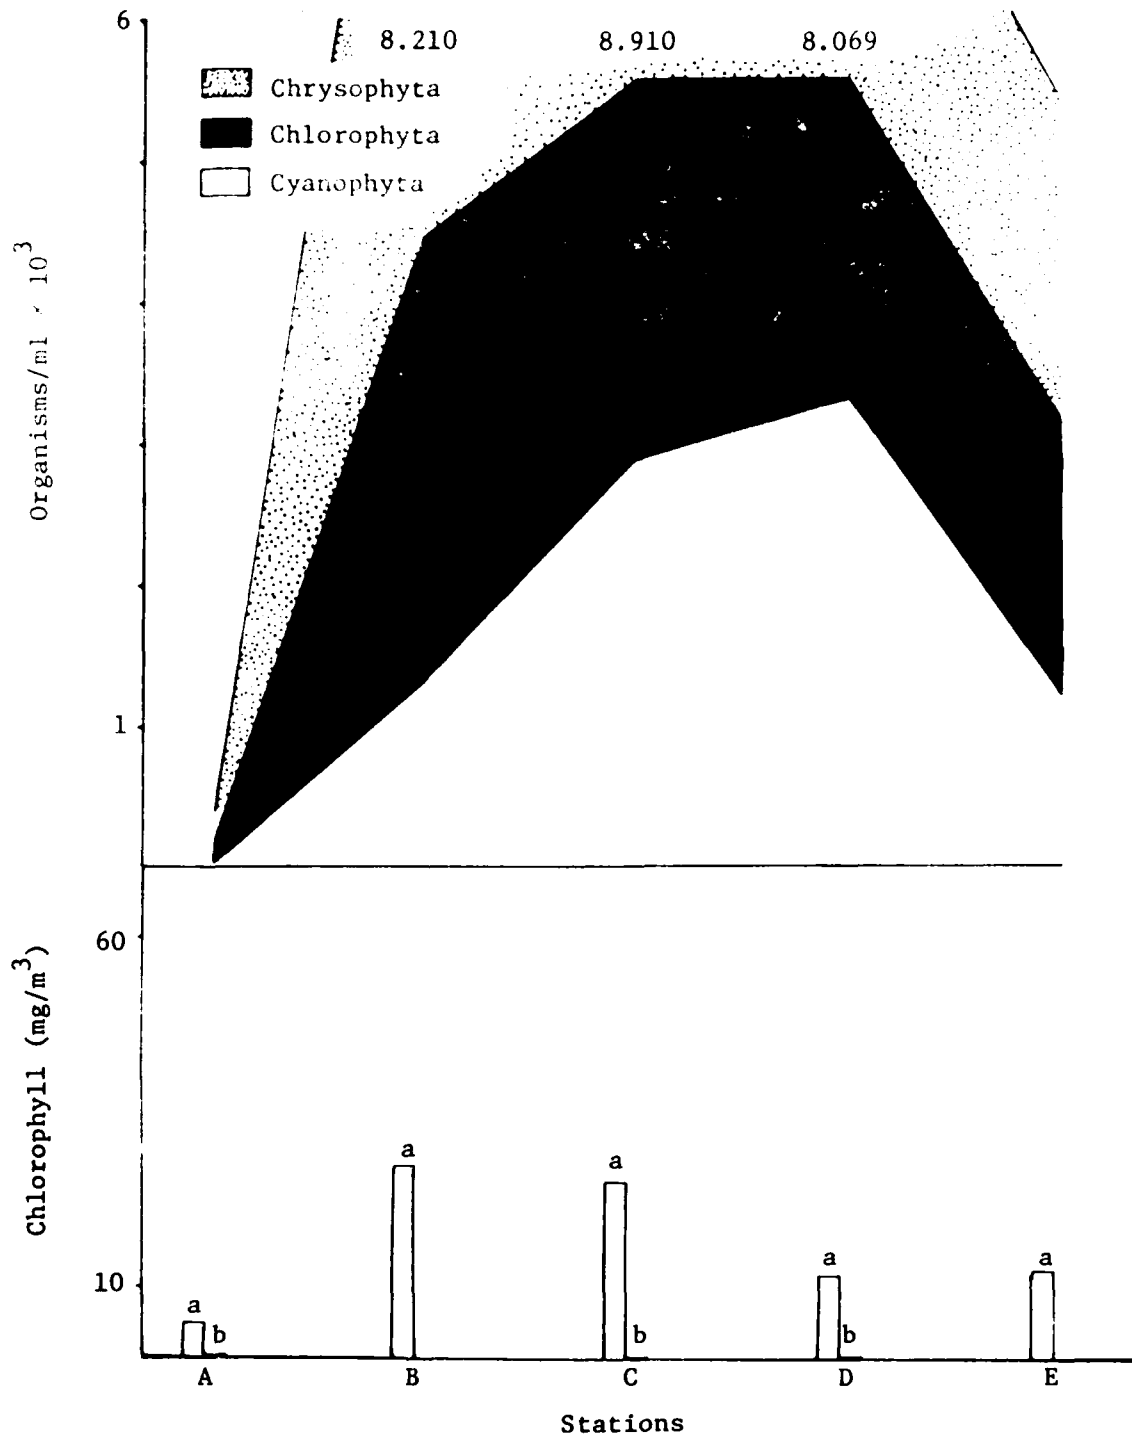 6
8.210 8.910 8.069
Chrysophyta
Chlorophyta
Cyanophyta
Organisms/ml × 10³
1
60
Chlorophyll (mg/m³)
10
a b
a
a b
a b
a
A B C D E
Stations